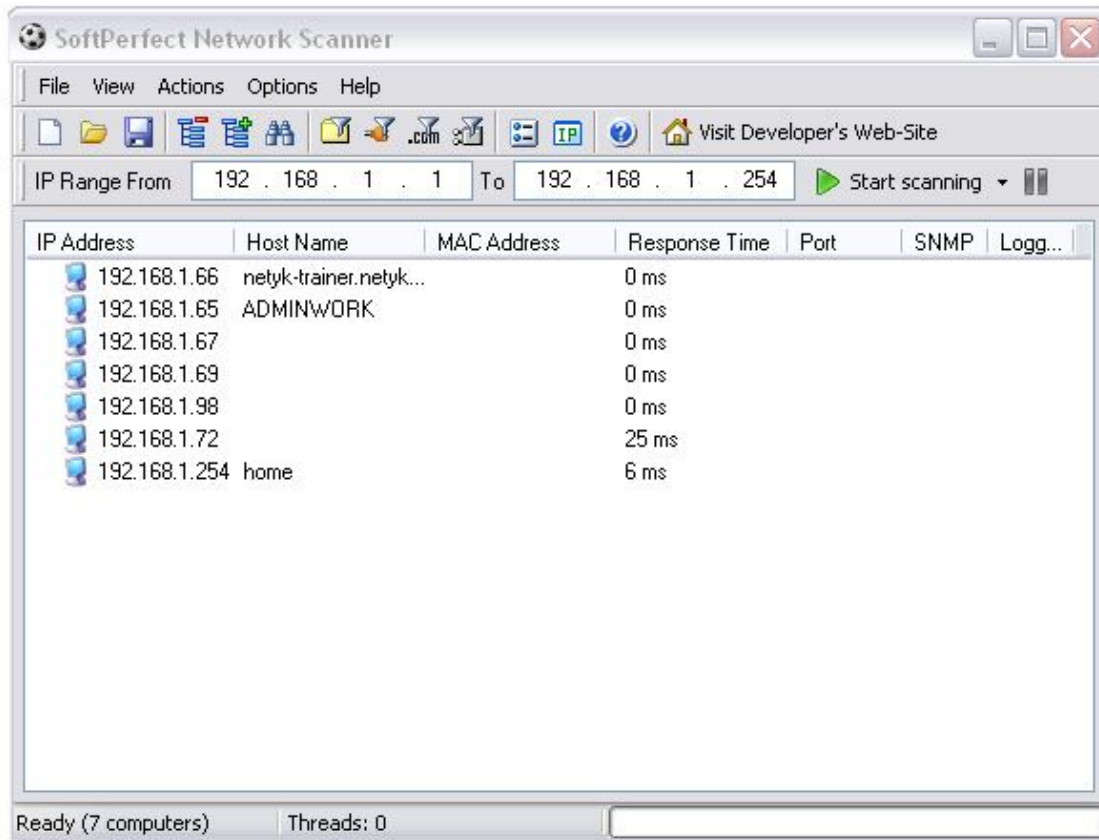 SoftPerfect Network Scanner
File View Actions Options Help
.com IP ? Visit Developer's Web-Site
IP Range From 192 . 168 . 1 . 1 To 192 . 168 . 1 . 254 Start scanning
IP Address Host Name MAC Address Response Time Port SNMP Logg...
192.168.1.66 netyk-trainer.netyk... 0 ms
192.168.1.65 ADMINWORK 0 ms
192.168.1.67 0 ms
192.168.1.69 0 ms
192.168.1.98 0 ms
192.168.1.72 25 ms
192.168.1.254 home 6 ms
Ready (7 computers) Threads: 0